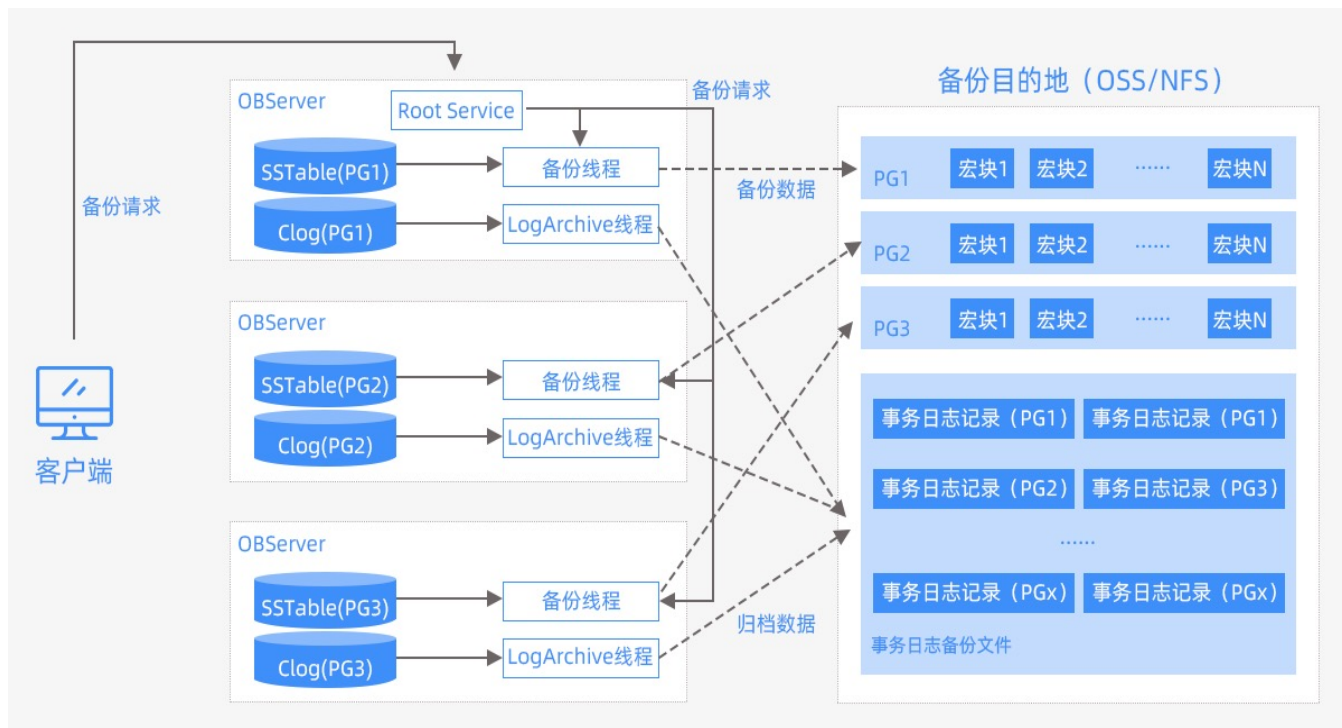 备份目的地（OSS/NFS）
OBServer
Root Service
备份请求
SSTable(PG1)
备份线程
备份数据
Clog(PG1)
LogArchive线程
备份请求
PG1
宏块1
宏块2
……
宏块N
PG2
宏块1
宏块2
……
宏块N
PG3
宏块1
宏块2
……
宏块N
OBServer
SSTable(PG2)
备份线程
Clog(PG2)
LogArchive线程
客户端
OBServer
SSTable(PG3)
备份线程
Clog(PG3)
LogArchive线程
归档数据
事务日志记录（PG1）
事务日志记录（PG1）
事务日志记录（PG2）
事务日志记录（PG3）
……
事务日志记录（PGx）
事务日志记录（PGx）
事务日志备份文件